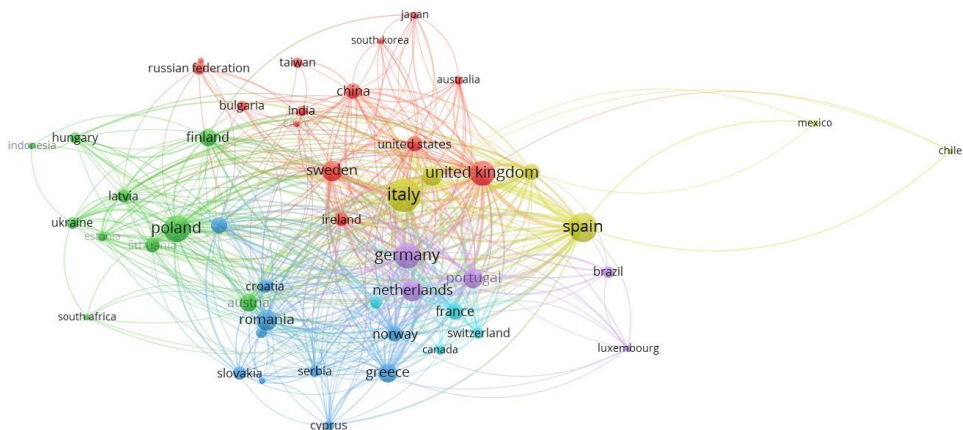 japan
south korea
russian federation
taiwan
australia
china
bulgaria
india
mexico
hungary
finland
indonesia
united states
chile
sweden
united kingdom
latvia
italy
ireland
ukraine
poland
spain
estonia
lithuania
germany
brazil
portugal
croatia
netherlands
austria
south africa
romania
france
norway
switzerland
canada
luxembourg
slovakia
serbia
greece
cyprus